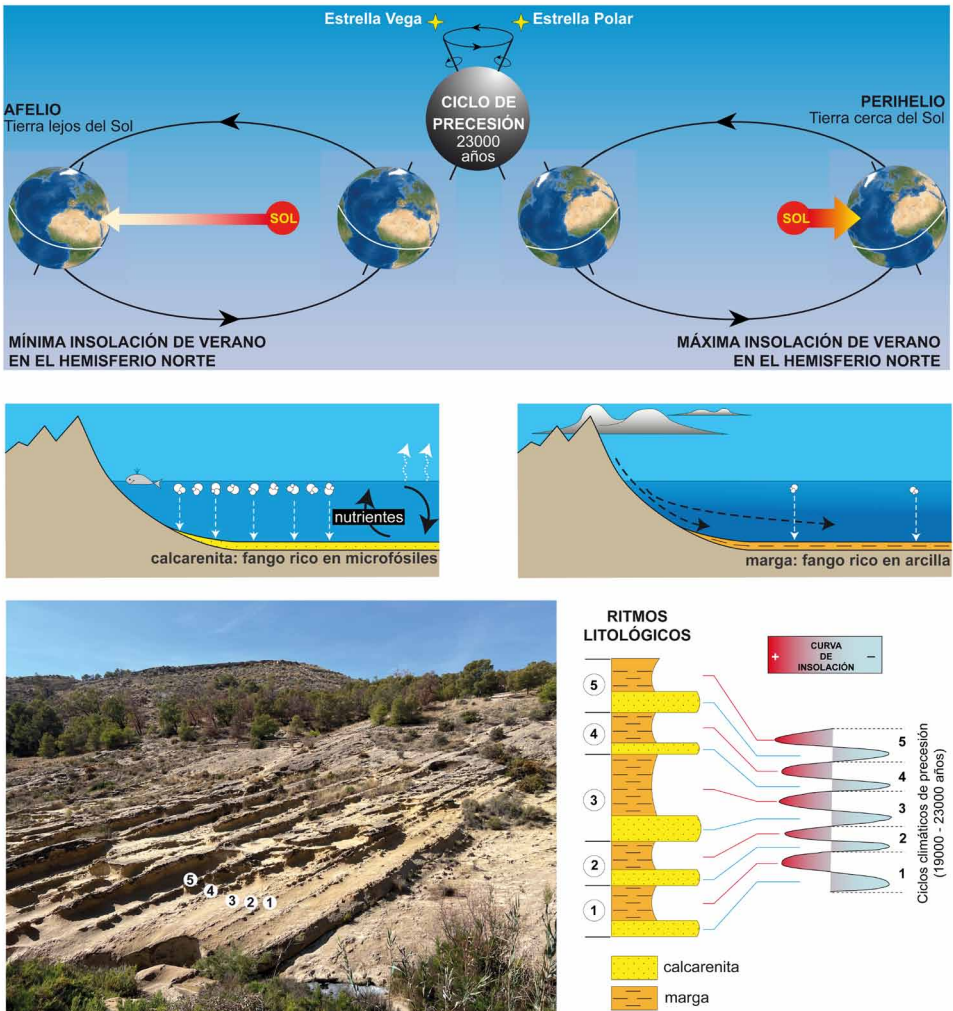 Estrella Vega
Estrella Polar
CICLO DE
PRECESIÓN
23000
años
AFELIO
Tierra lejos del Sol
PERIHELIO
Tierra cerca del Sol
SOL
SOL
MÍNIMA INSOLACIÓN DE VERANO
EN EL HEMISFERIO NORTE
MÁXIMA INSOLACIÓN DE VERANO
EN EL HEMISFERIO NORTE
nutrientes
calcarenita: fango rico en microfósiles
marga: fango rico en arcilla
5
4
3
2
1
RITMOS
LITOLÓGICOS
5
4
3
2
1
+
CURVA
DE
INSOLACIÓN
–
5
4
3
2
1
Ciclos climáticos de precesión
(19000 - 23000 años)
calcarenita
marga